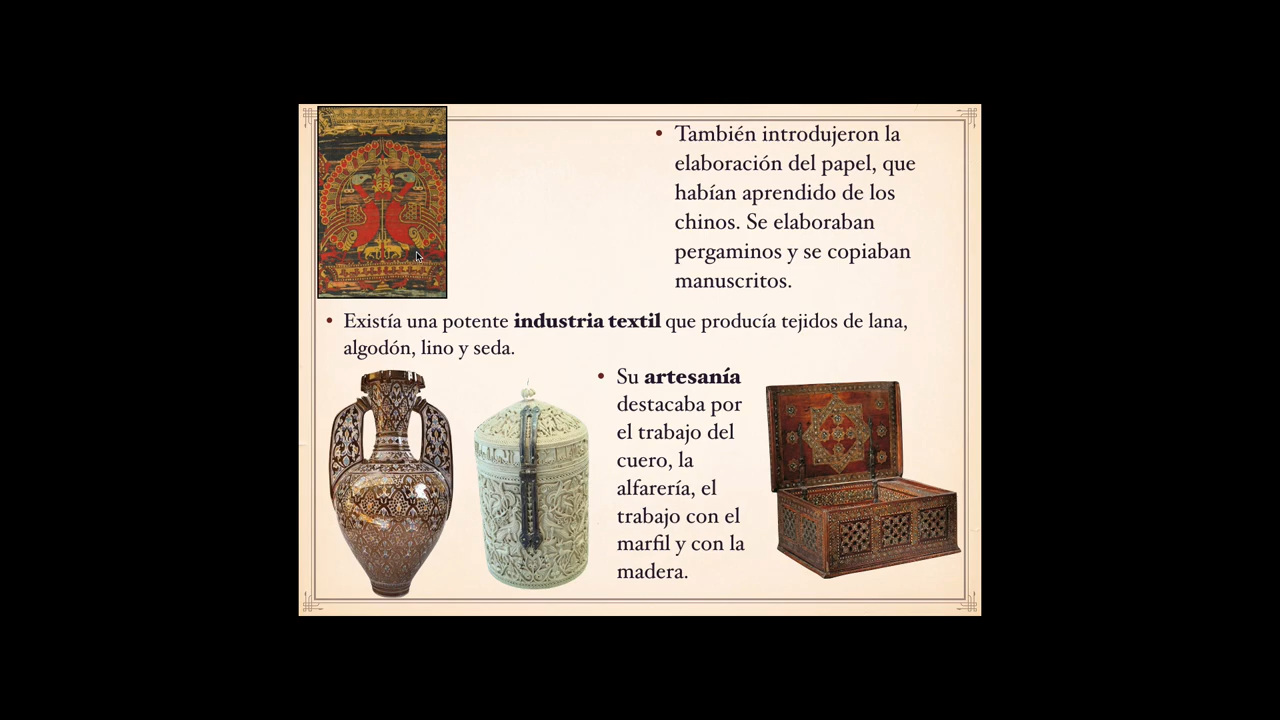 • También introdujeron la
elaboración del papel, que
habían aprendido de los
chinos. Se elaboraban
pergaminos y se copiaban
manuscritos.
• Existía una potente industria textil que producía tejidos de lana,
algodón, lino y seda.
• Su artesanía
destacaba por
el trabajo del
cuero, la
alfarería, el
trabajo con el
marfil y con la
madera.